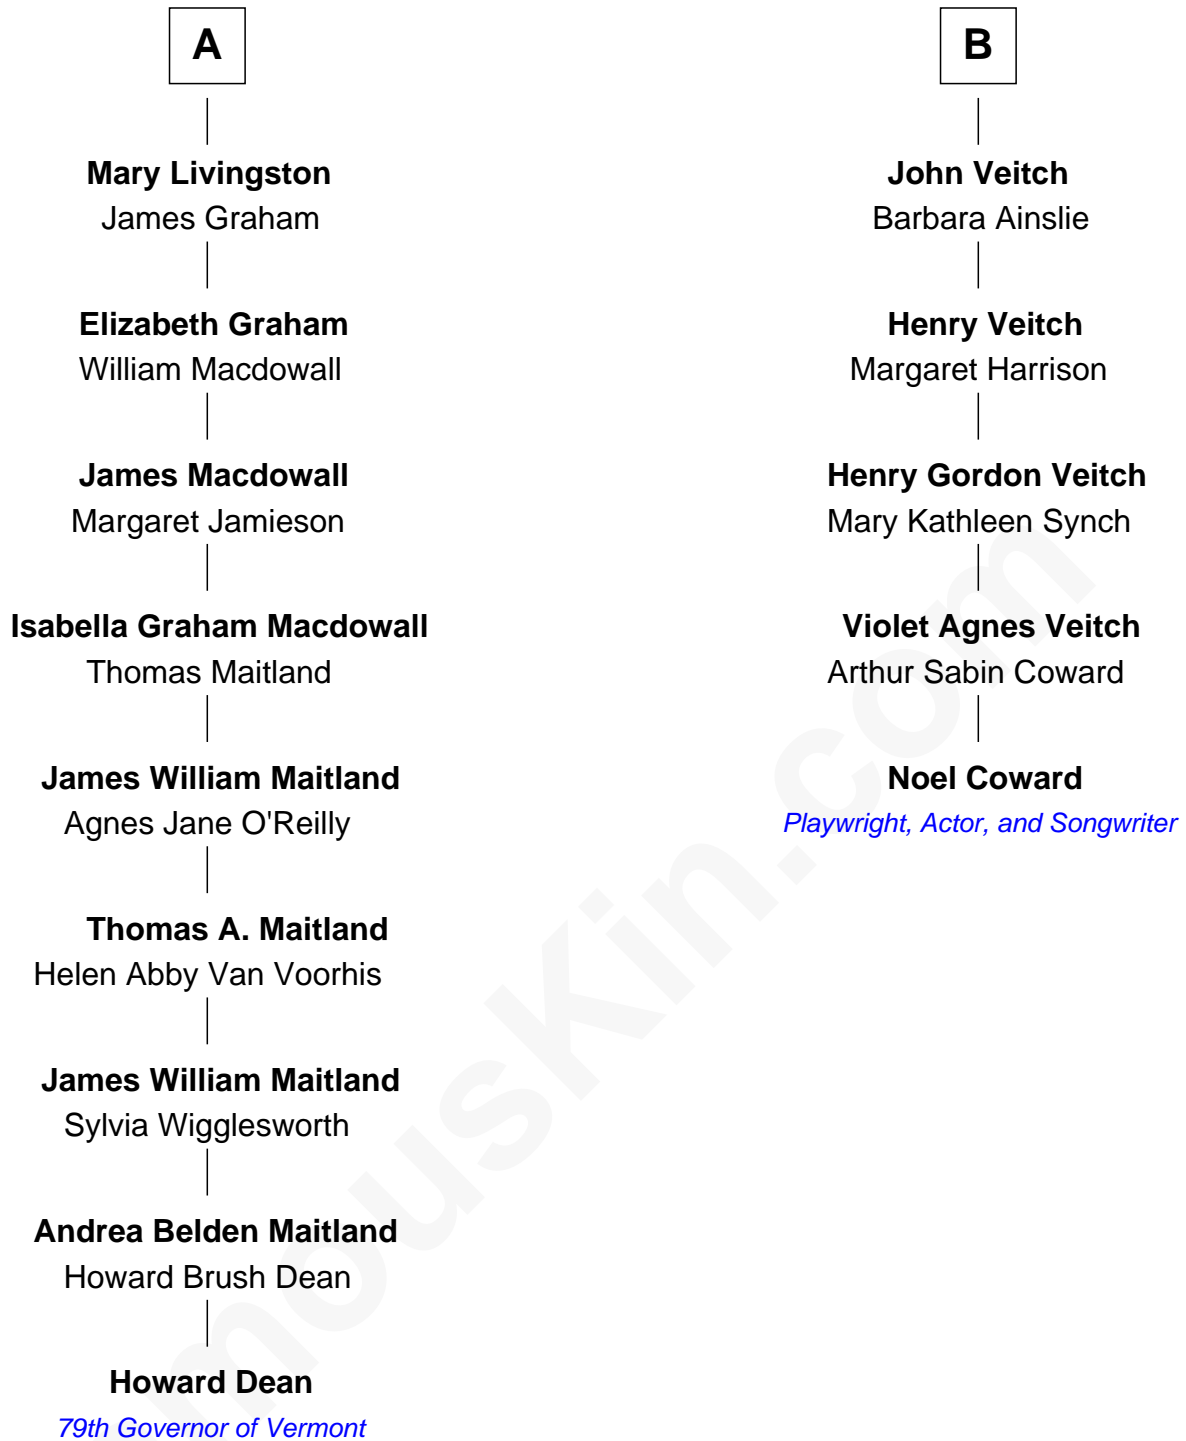 A
Mary Livingston
James Graham
Elizabeth Graham
William Macdowall
James Macdowall
Margaret Jamieson
Isabella Graham Macdowall
Thomas Maitland
James William Maitland
Agnes Jane O'Reilly
Thomas A. Maitland
Helen Abby Van Voorhis
James William Maitland
Sylvia Wigglesworth
Andrea Belden Maitland
Howard Brush Dean
Howard Dean
79th Governor of Vermont
B
John Veitch
Barbara Ainslie
Henry Veitch
Margaret Harrison
Henry Gordon Veitch
Mary Kathleen Synch
Violet Agnes Veitch
Arthur Sabin Coward
Noel Coward
Playwright, Actor, and Songwriter
mousKin.com